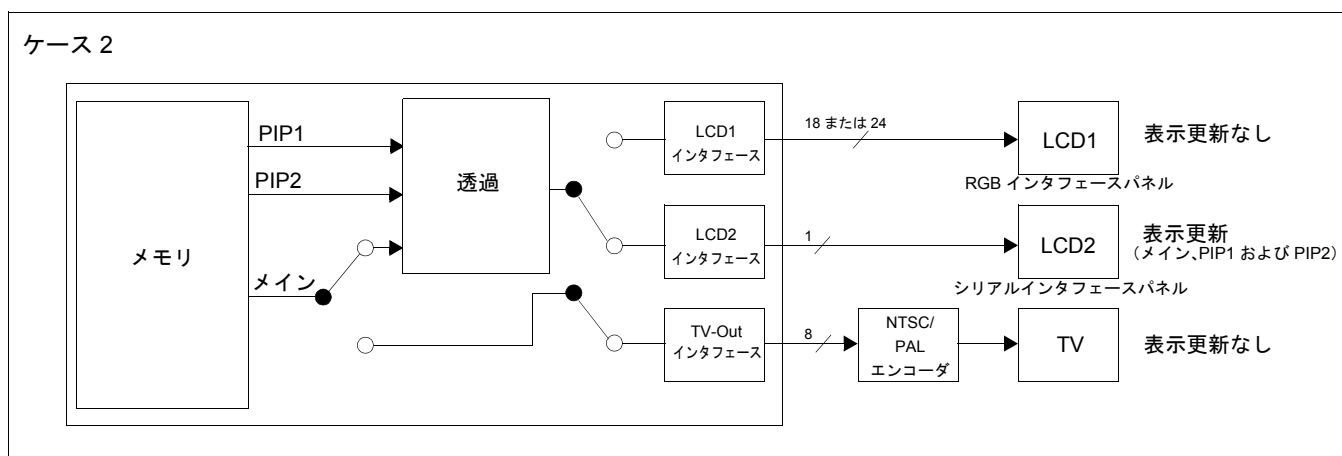 ケース 2
メモリ
PIP1
PIP2
メイン
透過
LCD1
インタフェース
18 または 24
LCD1
RGB インタフェースパネル
表示更新なし
LCD2
インタフェース
1
LCD2
シリアルインタフェースパネル
表示更新
（メイン、PIP1 および PIP2）
TV-Out
インタフェース
8
NTSC/
PAL
エンコーダ
TV
表示更新なし